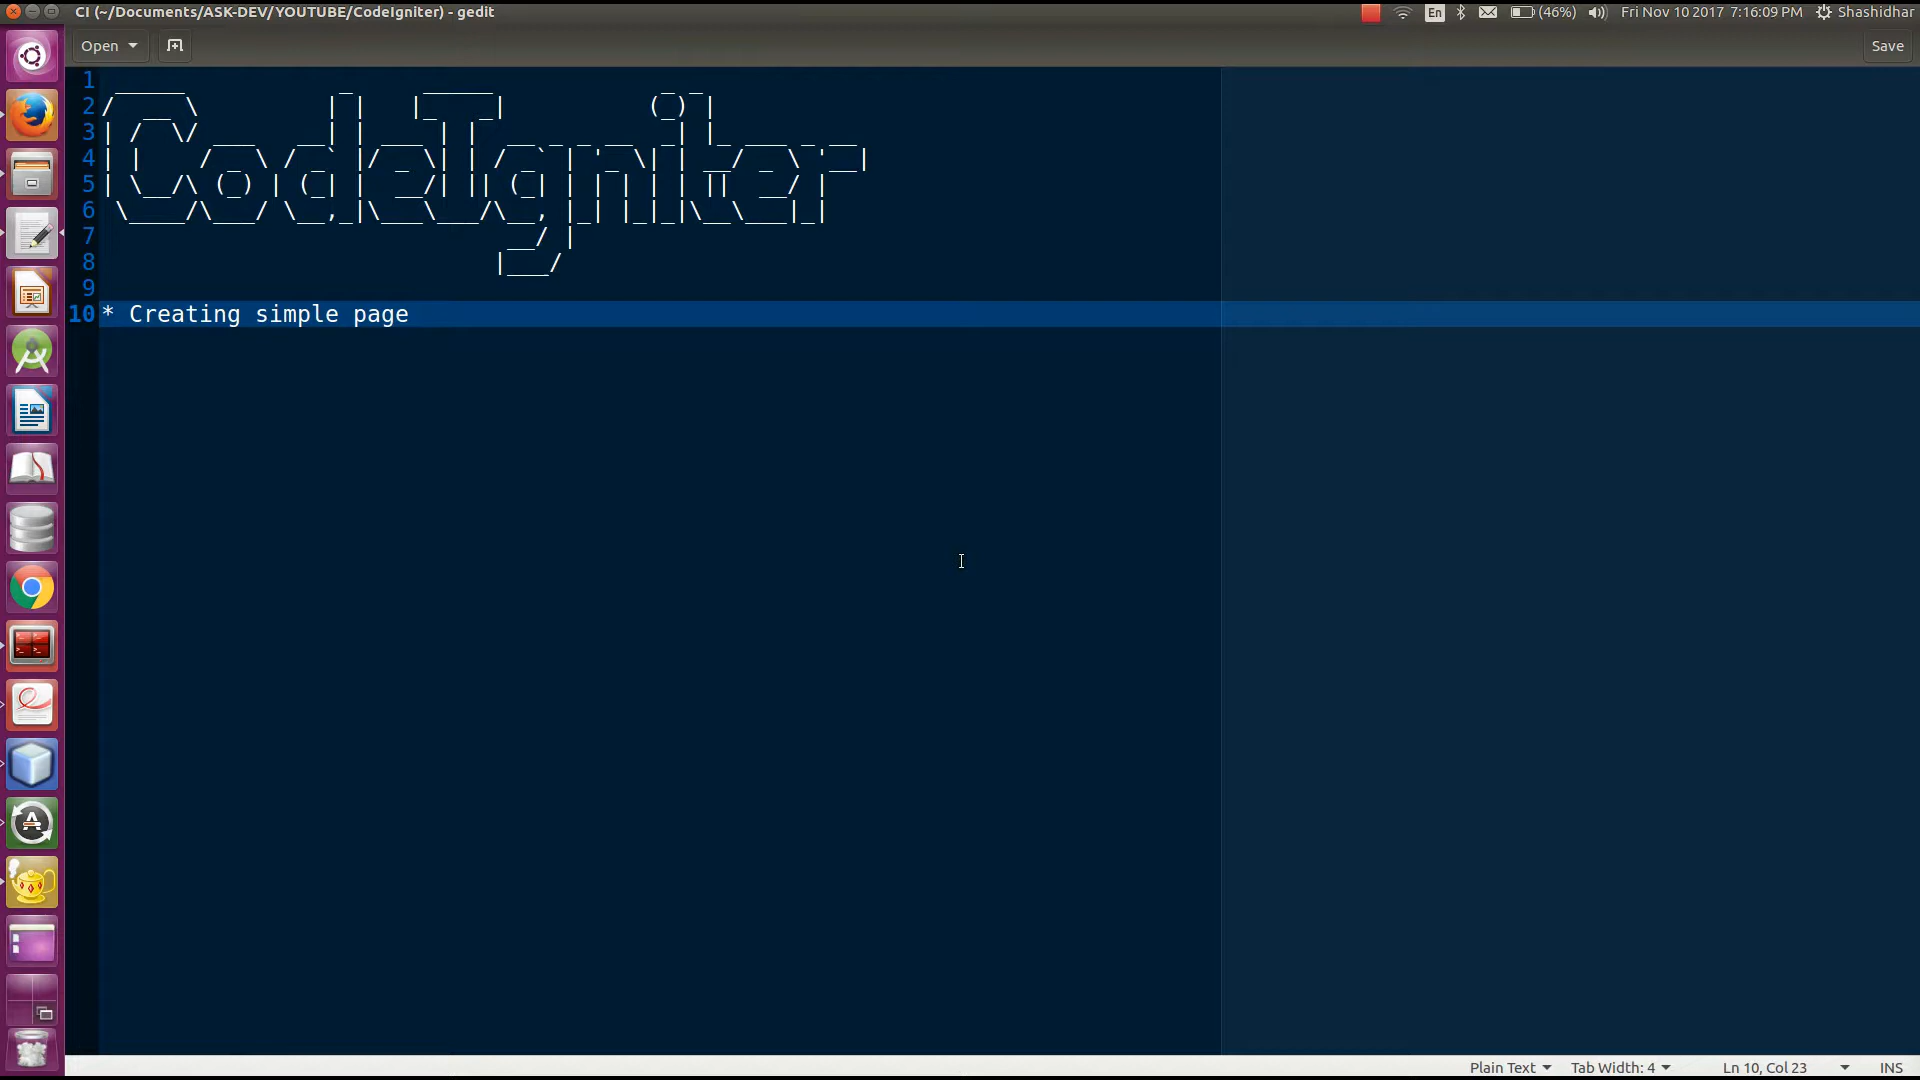 CI (~/Documents/ASK-DEV/YOUTUBE/CodeIgniter) - gedit
En
(46%)
Fri Nov 10 2017 7:16:09 PM
Shashidhar
Open
Save
1
2
3
4
5
6
7
8
9
CodeIgniter
10 * Creating simple page
Plain Text
Tab Width: 4
Ln 10, Col 23
INS